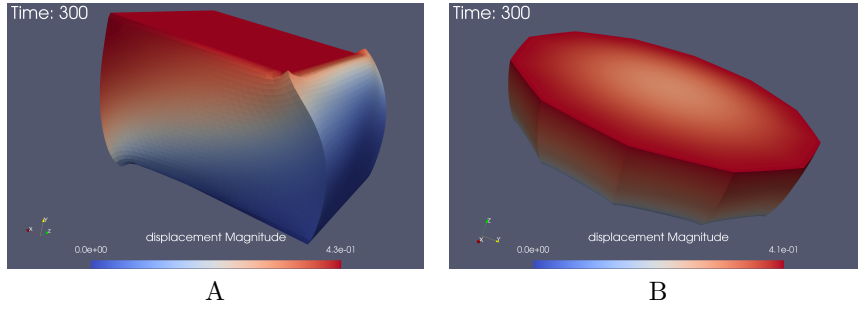 Time: 300
Y
X
Z
displacement Magnitude
0.0e+00
4.3e-01
A
Time: 300
Z
X
Y
displacement Magnitude
0.0e+00
4.1e-01
B